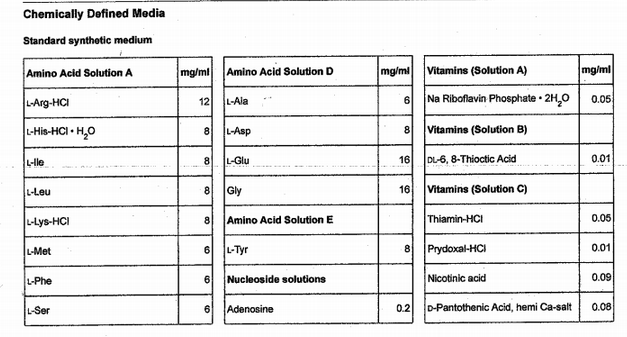 Chemically Defined Media
Standard synthetic medium
Amino Acid Solution A mg/ml
L-Arg-HCl 12
L-His-HCl • H2O 8
L-Ile 8
L-Leu 8
L-Lys-HCl 8
L-Met 6
L-Phe 6
L-Ser 6
Amino Acid Solution D mg/ml
L-Ala 6
L-Asp 8
L-Glu 16
Gly 16
Amino Acid Solution E
L-Tyr 8
Nucleoside solutions
Adenosine 0.2
Vitamins (Solution A) mg/ml
Na Riboflavin Phosphate • 2H2O 0.05
Vitamins (Solution B)
DL-6, 8-Thioctic Acid 0.01
Vitamins (Solution C)
Thiamin-HCl 0.05
Prydoxal-HCl 0.01
Nicotinic acid 0.09
D-Pantothenic Acid, hemi Ca-salt 0.08